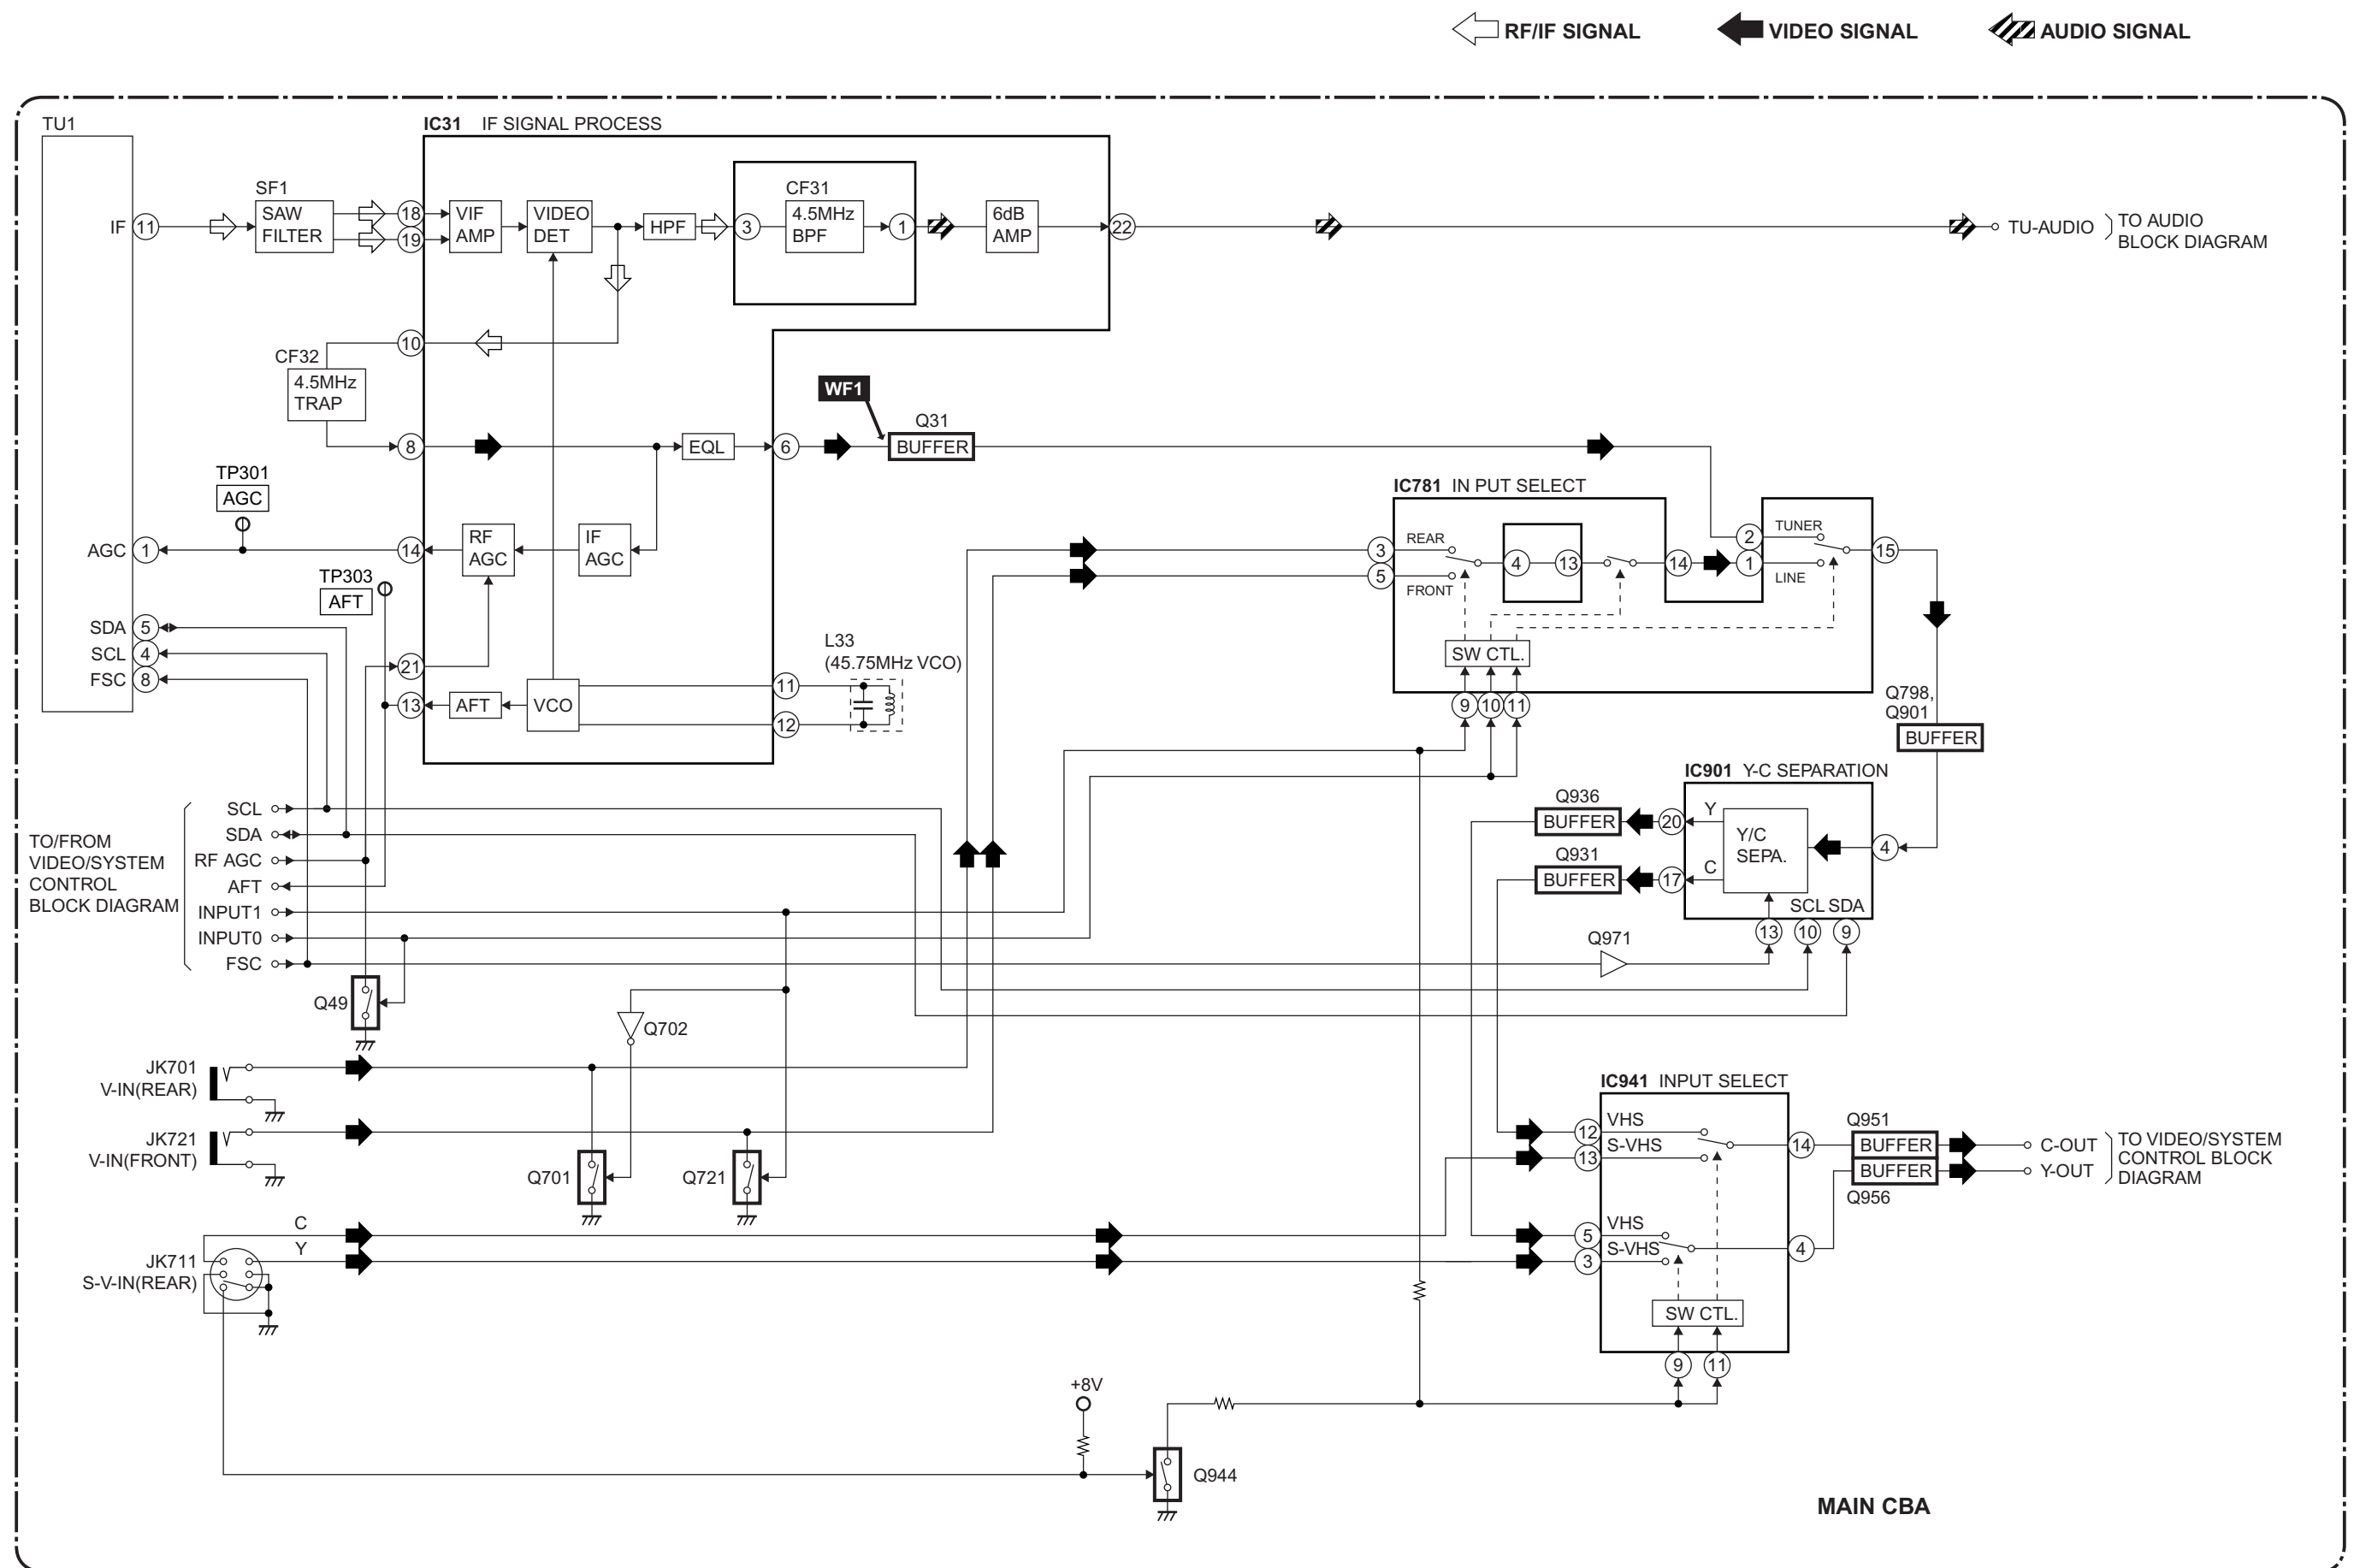 RF/IF SIGNAL
VIDEO SIGNAL
AUDIO SIGNAL
TU1
IC31 IF SIGNAL PROCESS
SF1
SAW
FILTER
IF
11
18
19
VIF
AMP
VIDEO
DET
HPF
3
CF31
4.5MHz
BPF
1
6dB
AMP
22
TU-AUDIO
TO AUDIO
BLOCK DIAGRAM
10
CF32
4.5MHz
TRAP
8
EQL
6
WF1
Q31
BUFFER
TP301
AGC
AGC
1
14
RF
AGC
IF
AGC
TP303
AFT
SDA
5
SCL
4
FSC
8
21
13
AFT
VCO
11
12
L33
(45.75MHz VCO)
IC781 IN PUT SELECT
3
REAR
5
FRONT
4
13
14
2
TUNER
1
LINE
15
SW CTL.
9
10
11
Q798,
Q901
BUFFER
IC901 Y-C SEPARATION
Q936
BUFFER
20
Y
Y/C
SEPA.
4
Q931
BUFFER
17
C
SCL SDA
13
10
9
Q971
TO/FROM
VIDEO/SYSTEM
CONTROL
BLOCK DIAGRAM
SCL
SDA
RF AGC
AFT
INPUT1
INPUT0
FSC
Q49
Q702
JK701
V-IN(REAR)
JK721
V-IN(FRONT)
Q701
Q721
JK711
S-V-IN(REAR)
C
Y
IC941 INPUT SELECT
12
VHS
13
S-VHS
14
5
VHS
3
S-VHS
4
SW CTL.
9
11
Q951
BUFFER
BUFFER
Q956
C-OUT
Y-OUT
TO VIDEO/SYSTEM
CONTROL BLOCK
DIAGRAM
+8V
Q944
MAIN CBA